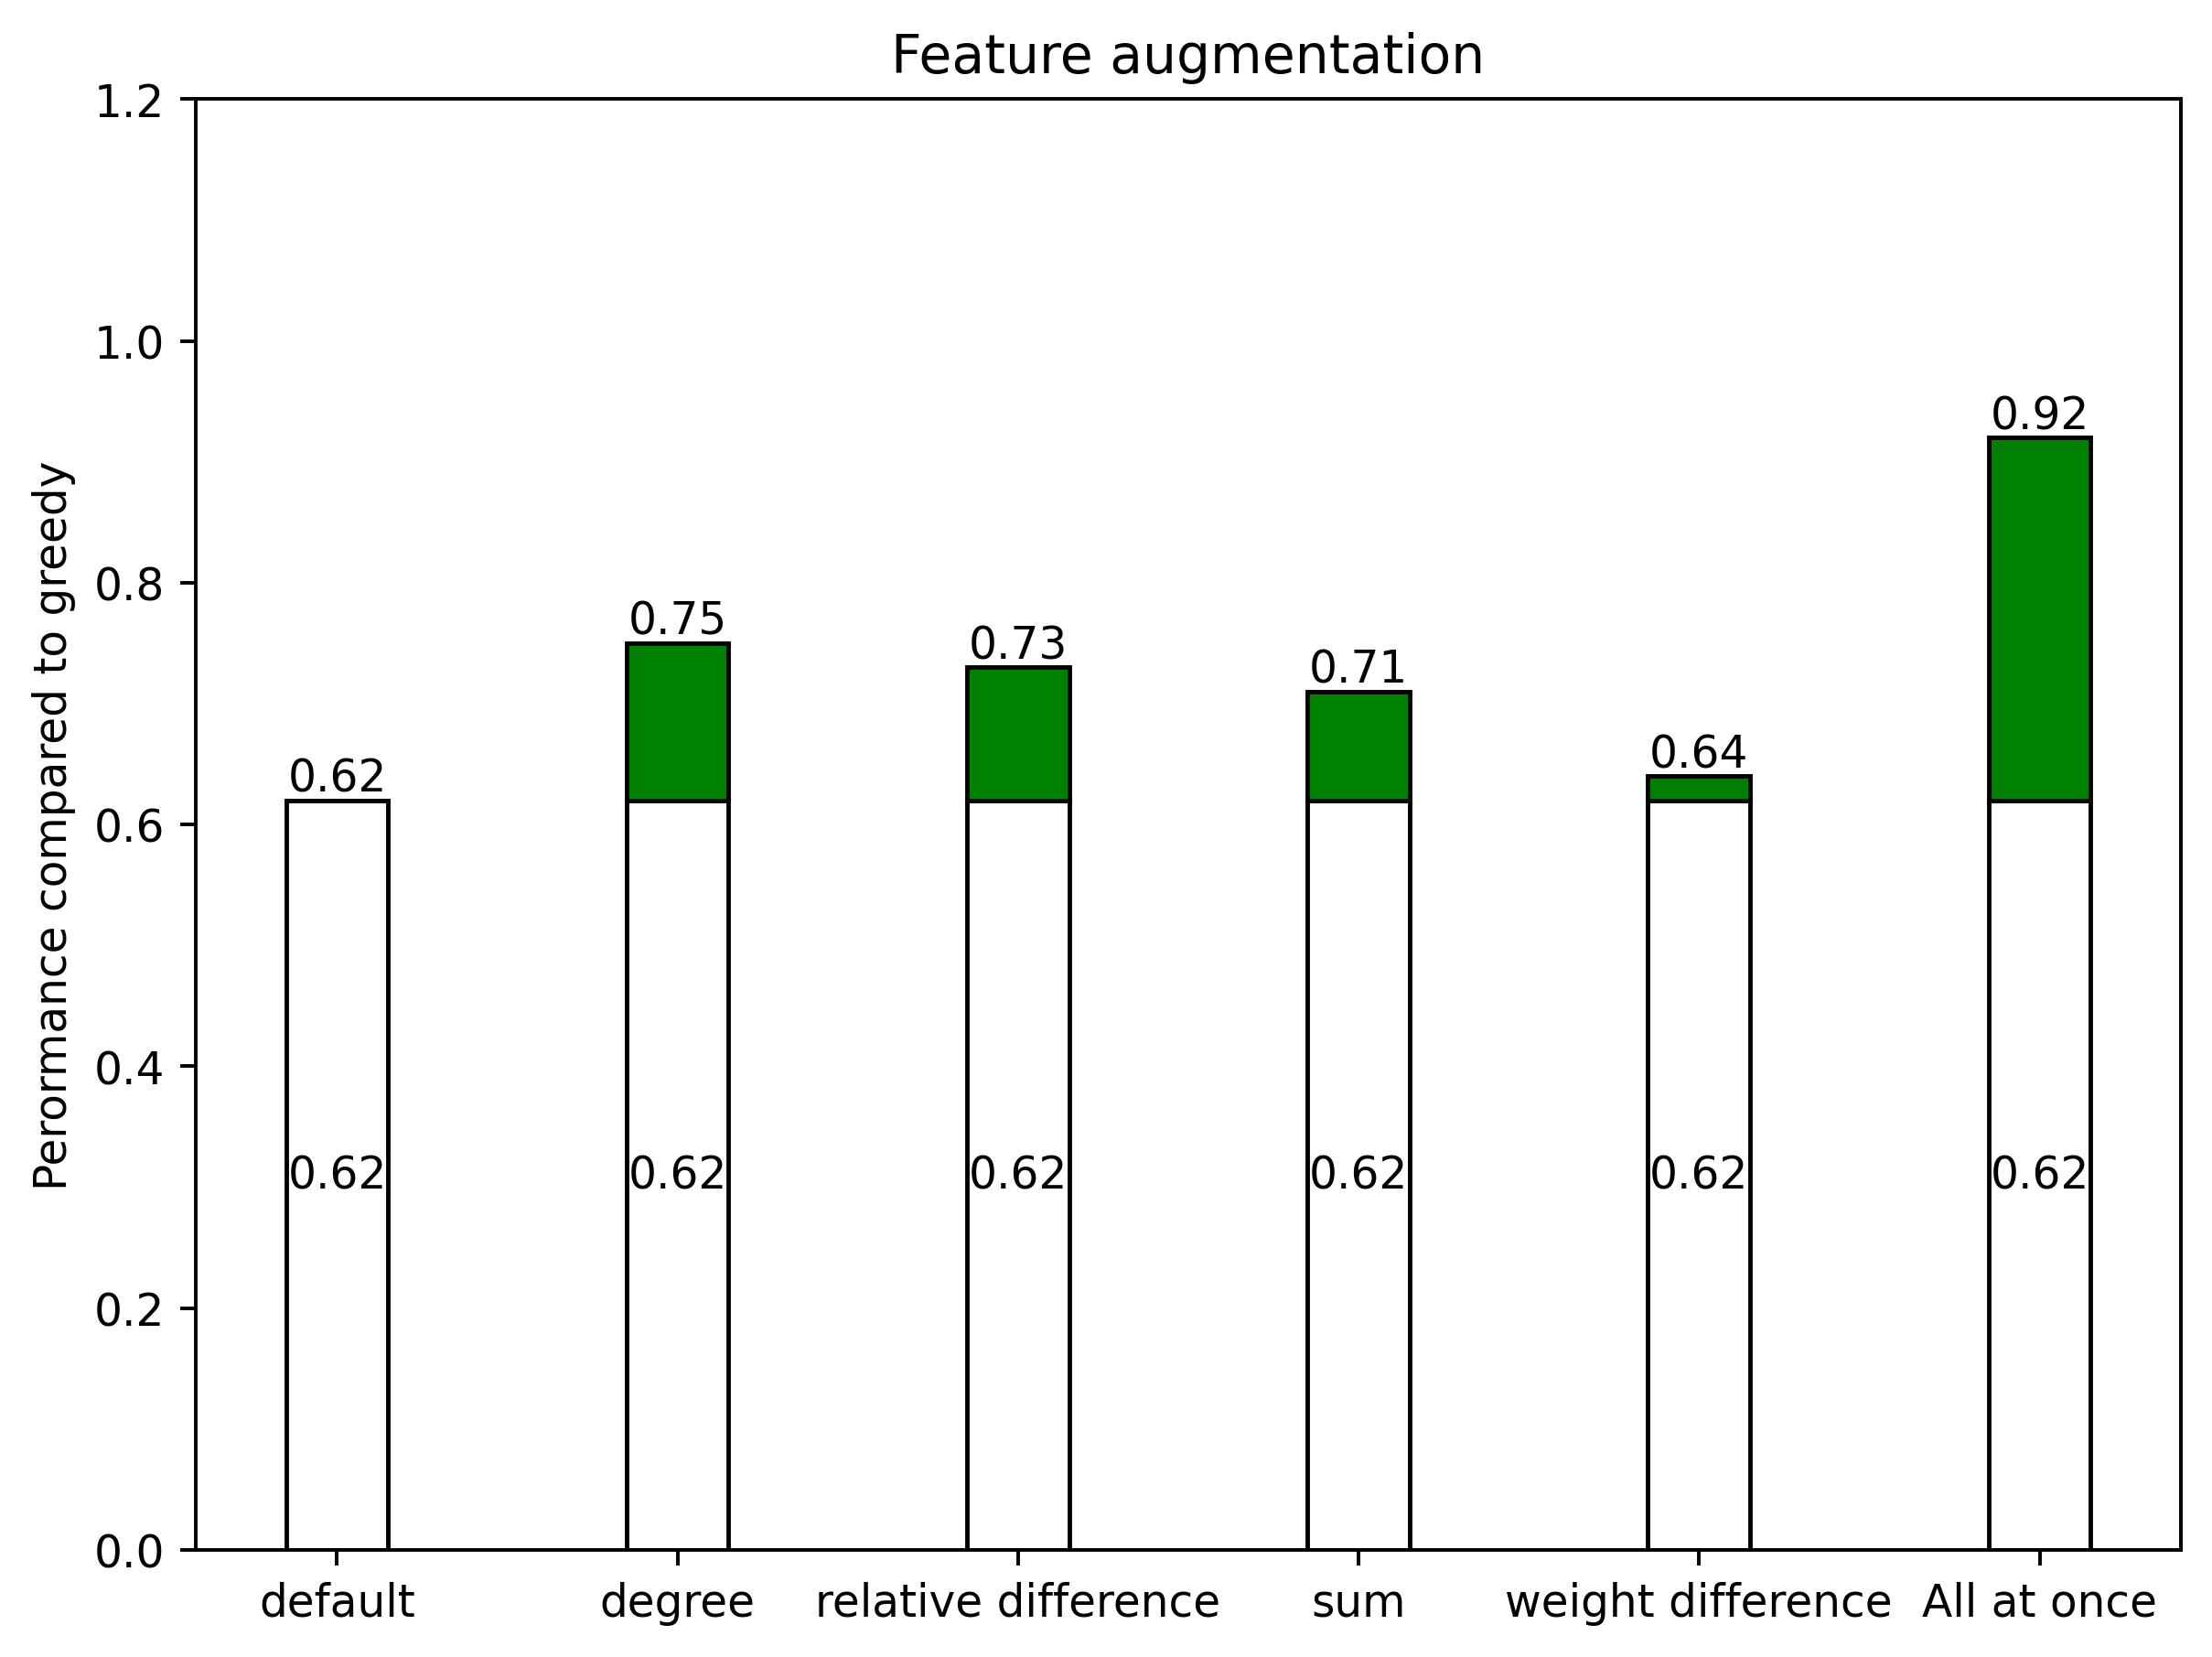 Feature augmentation
Perormance compared to greedy
1.2
1.0
0.8
0.6
0.4
0.2
0.0
0.62
0.75
0.73
0.71
0.64
0.92
0.62
0.62
0.62
0.62
0.62
0.62
default
degree
relative difference
sum
weight difference
All at once